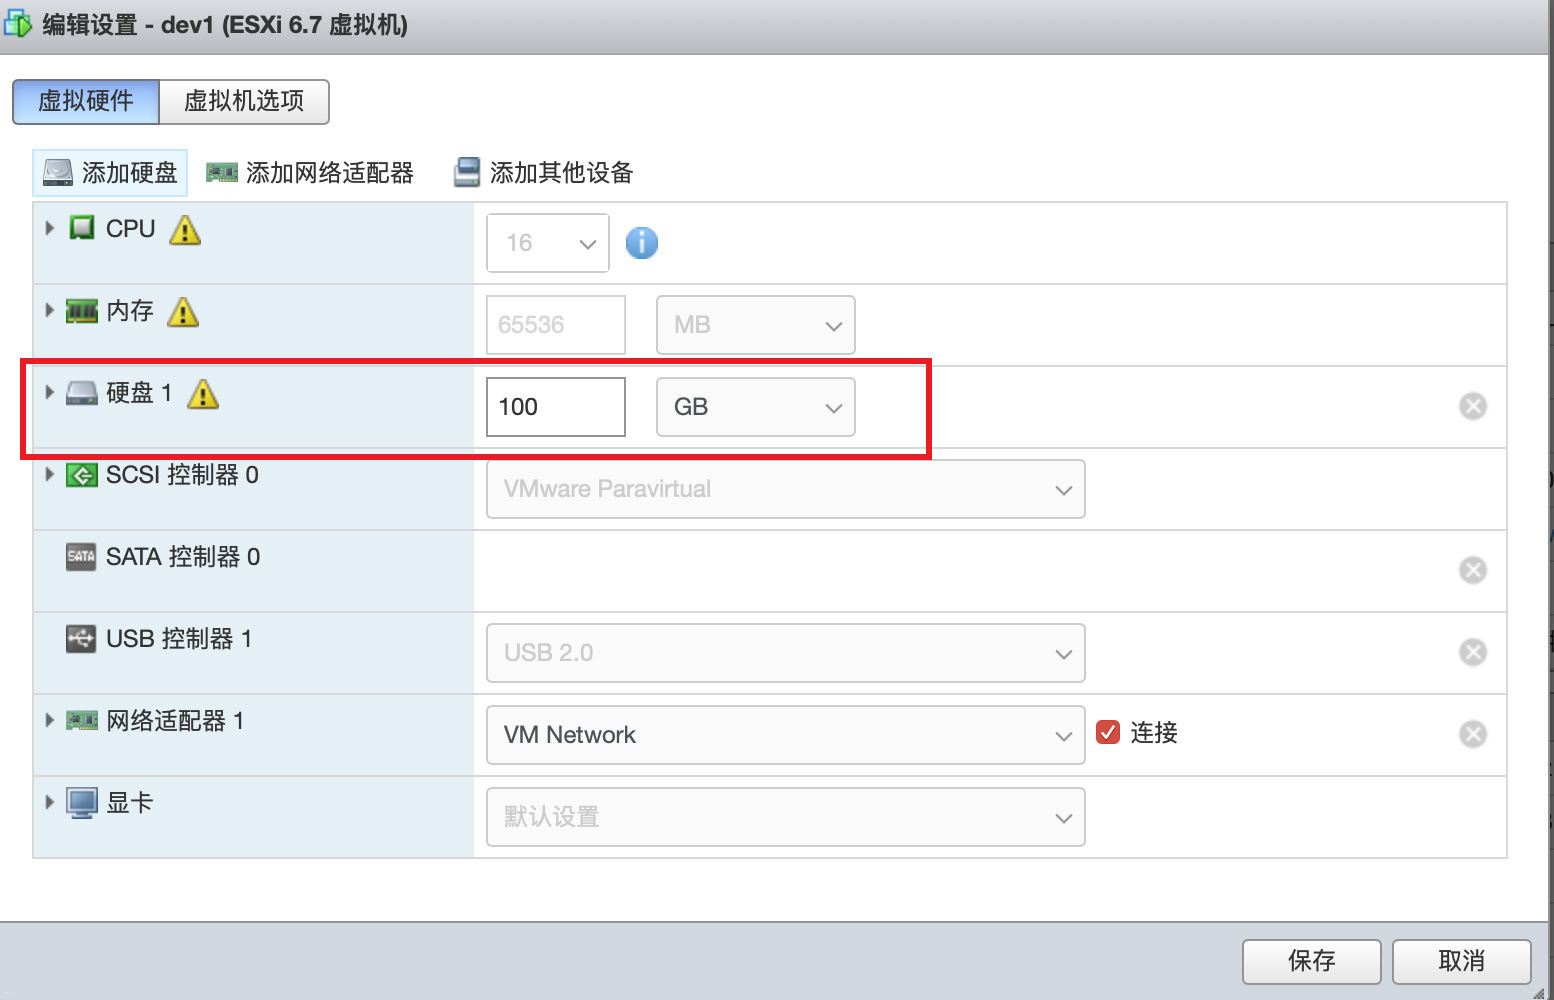 编辑设置 - dev1 (ESXi 6.7 虚拟机)
虚拟硬件 虚拟机选项
添加硬盘 添加网络适配器 添加其他设备
CPU 16
内存 65536 MB
硬盘 1 100 GB
SCSI 控制器 0 VMware Paravirtual
SATA SATA 控制器 0
USB 控制器 1 USB 2.0
网络适配器 1 VM Network 连接
显卡 默认设置
保存 取消